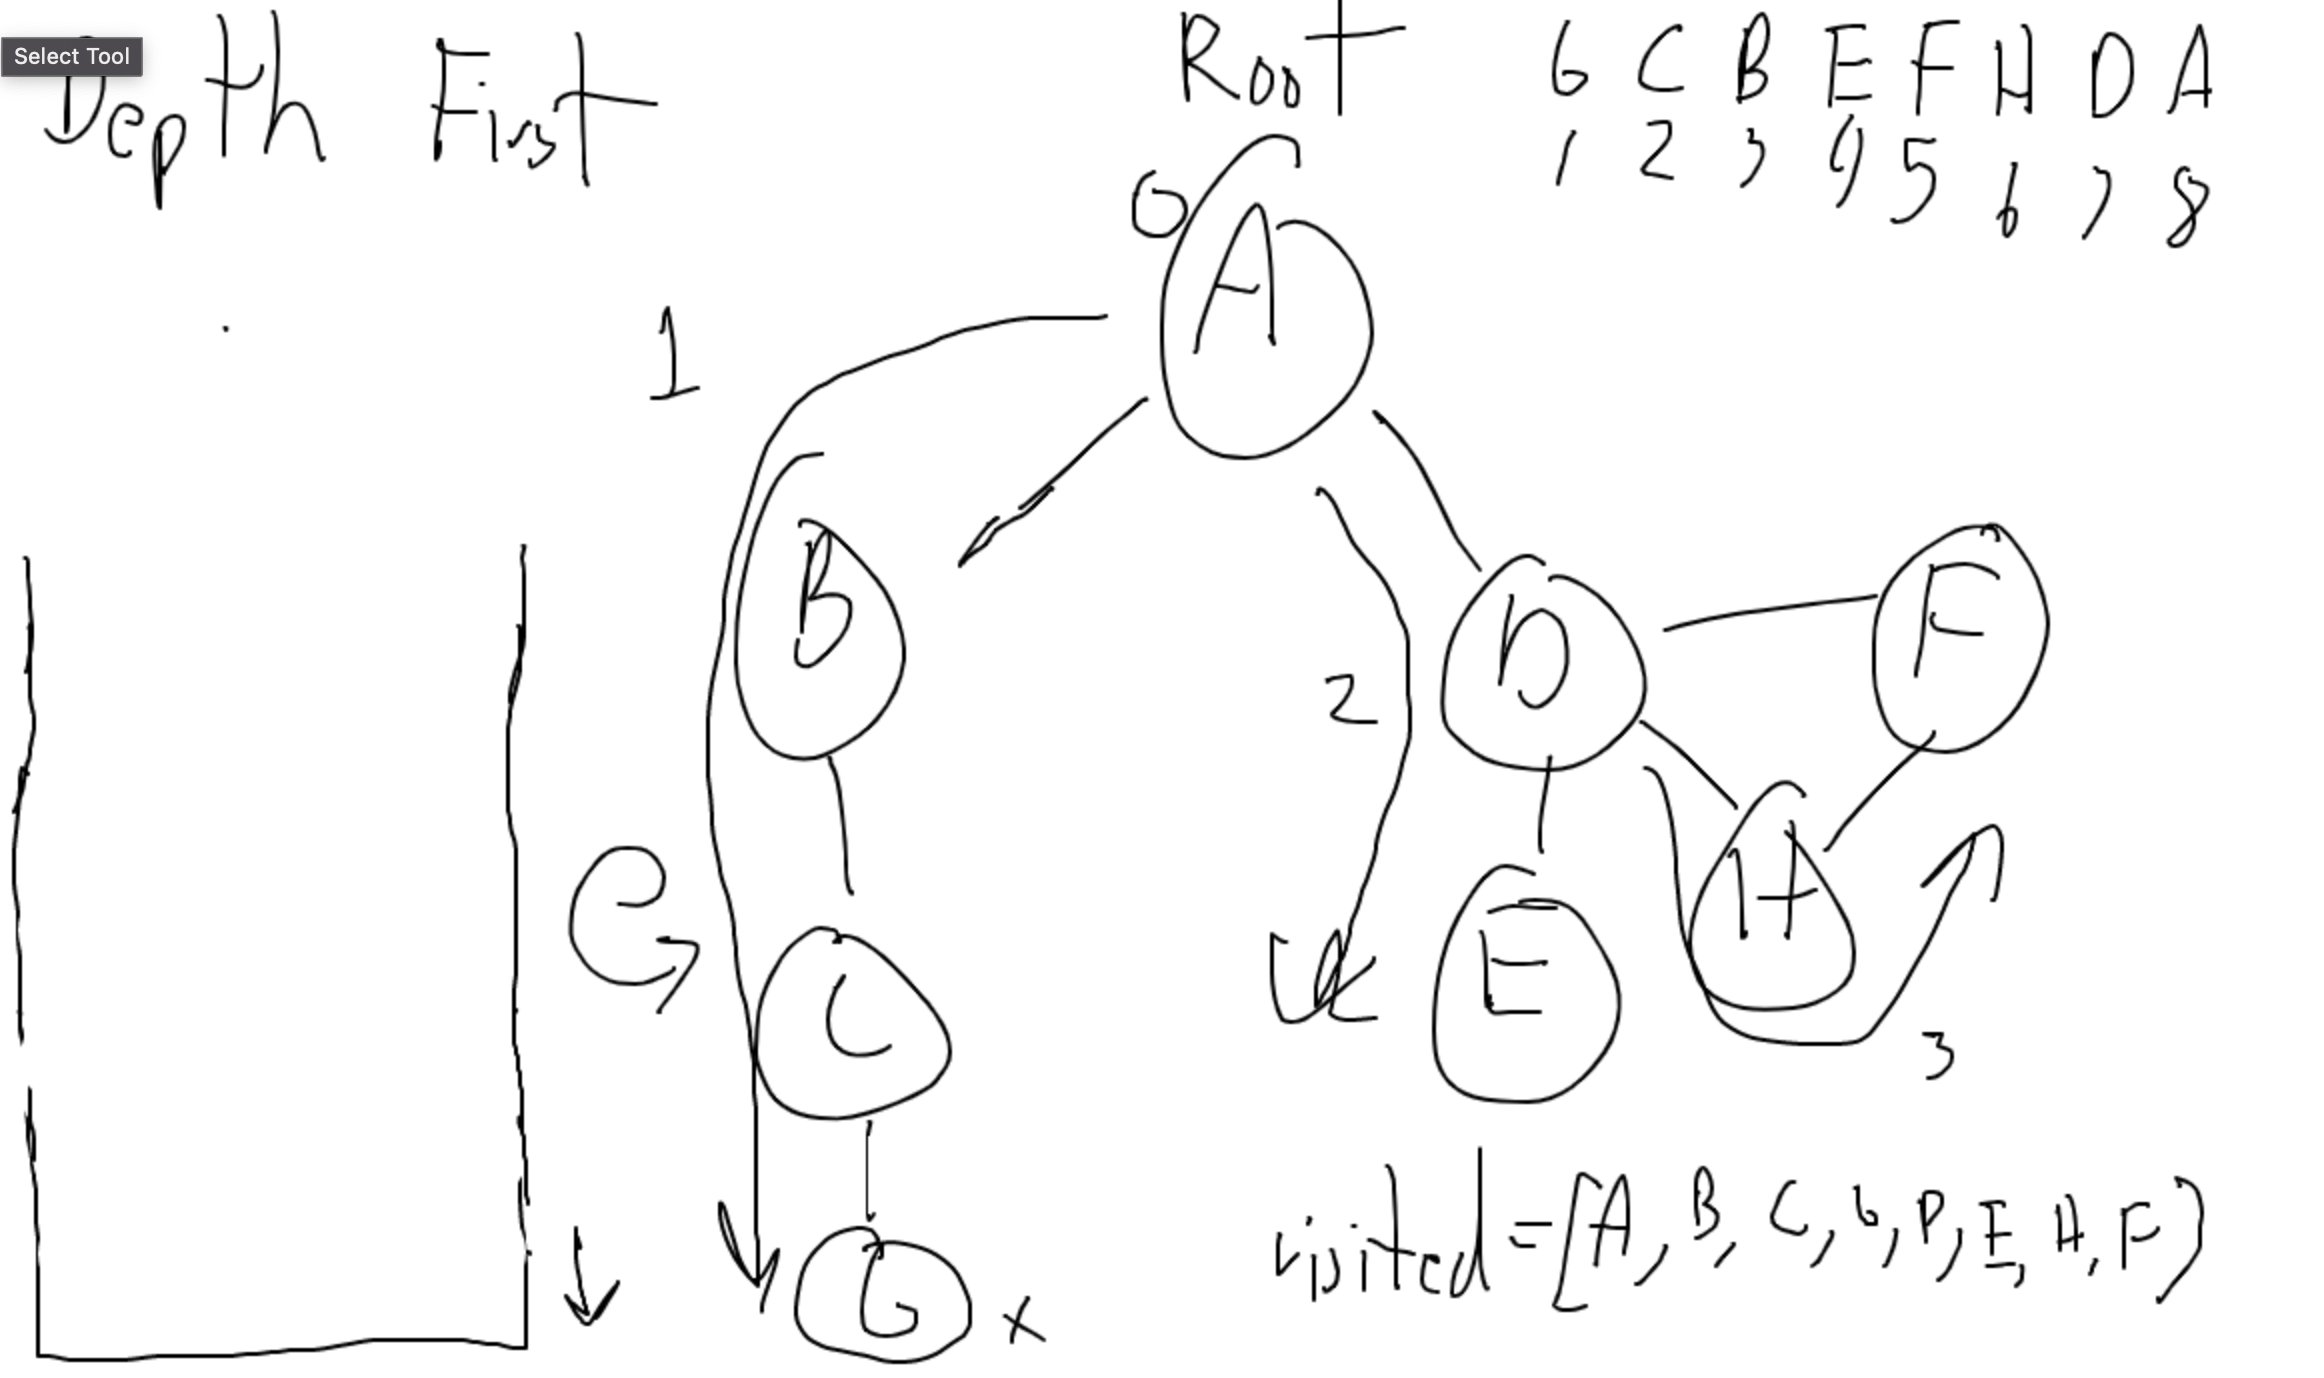 Select Tool
Depth First
Root
G C B E F H D A
1 2 3 4 5 6 7 8
0
A
1
B
D
F
2
H
C
E
3
G
x
visited = [A, B, C, G, D, E, H, F]